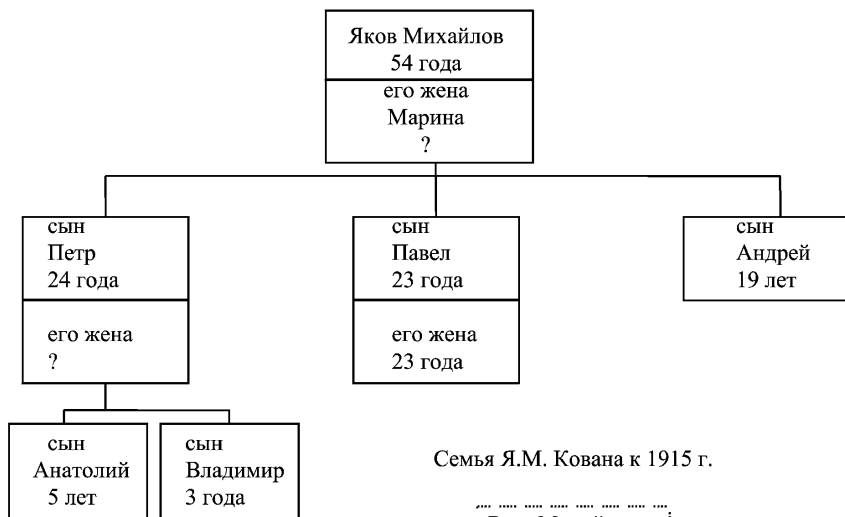 Яков Михайлов
54 года
его жена
Марина
?
сын
Петр
24 года
его жена
?
сын
Павел
23 года
его жена
23 года
сын
Андрей
19 лет
сын
Анатолий
5 лет
сын
Владимир
3 года
Семья Я.М. Кована к 1915 г.